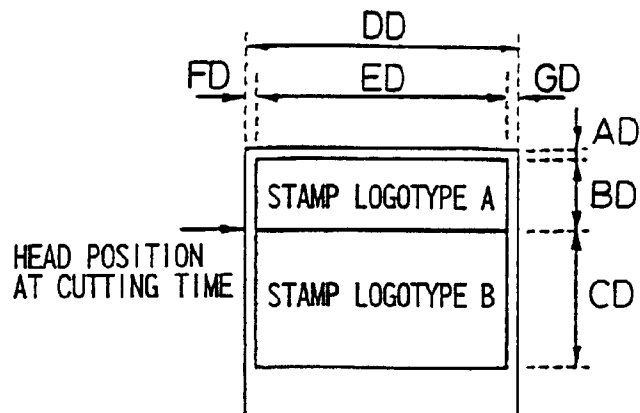 DD
FD ED GD
AD
STAMP LOGOTYPE A BD
HEAD POSITION
AT CUTTING TIME
STAMP LOGOTYPE B CD